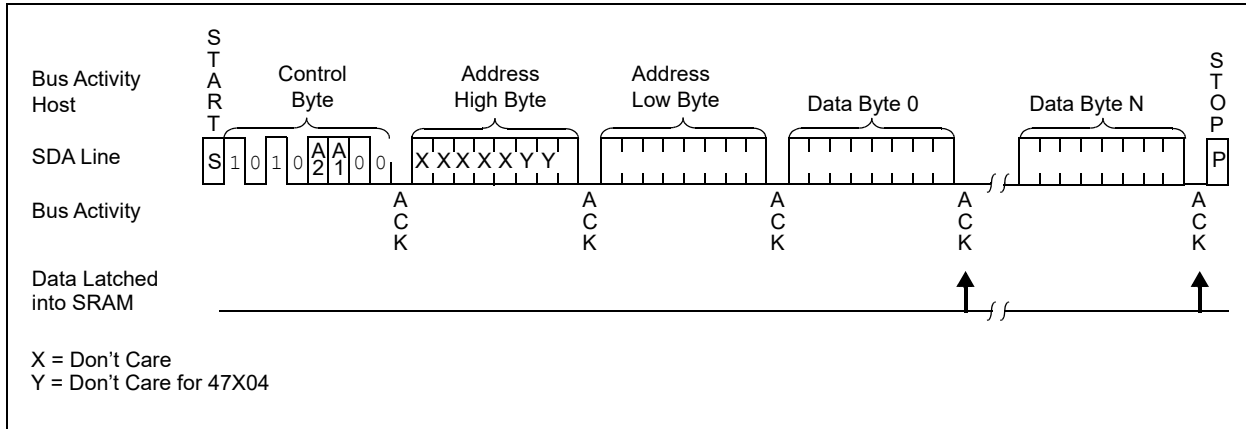 START
STOP
Bus Activity
Host
Control
Byte
Address
High Byte
Address
Low Byte
Data Byte 0
Data Byte N
SDA Line
S 1 0 1 0 A2 A1 0 0
X X X X X Y Y
P
Bus Activity
ACK
ACK
ACK
ACK
ACK
Data Latched
into SRAM
X = Don't Care
Y = Don't Care for 47X04